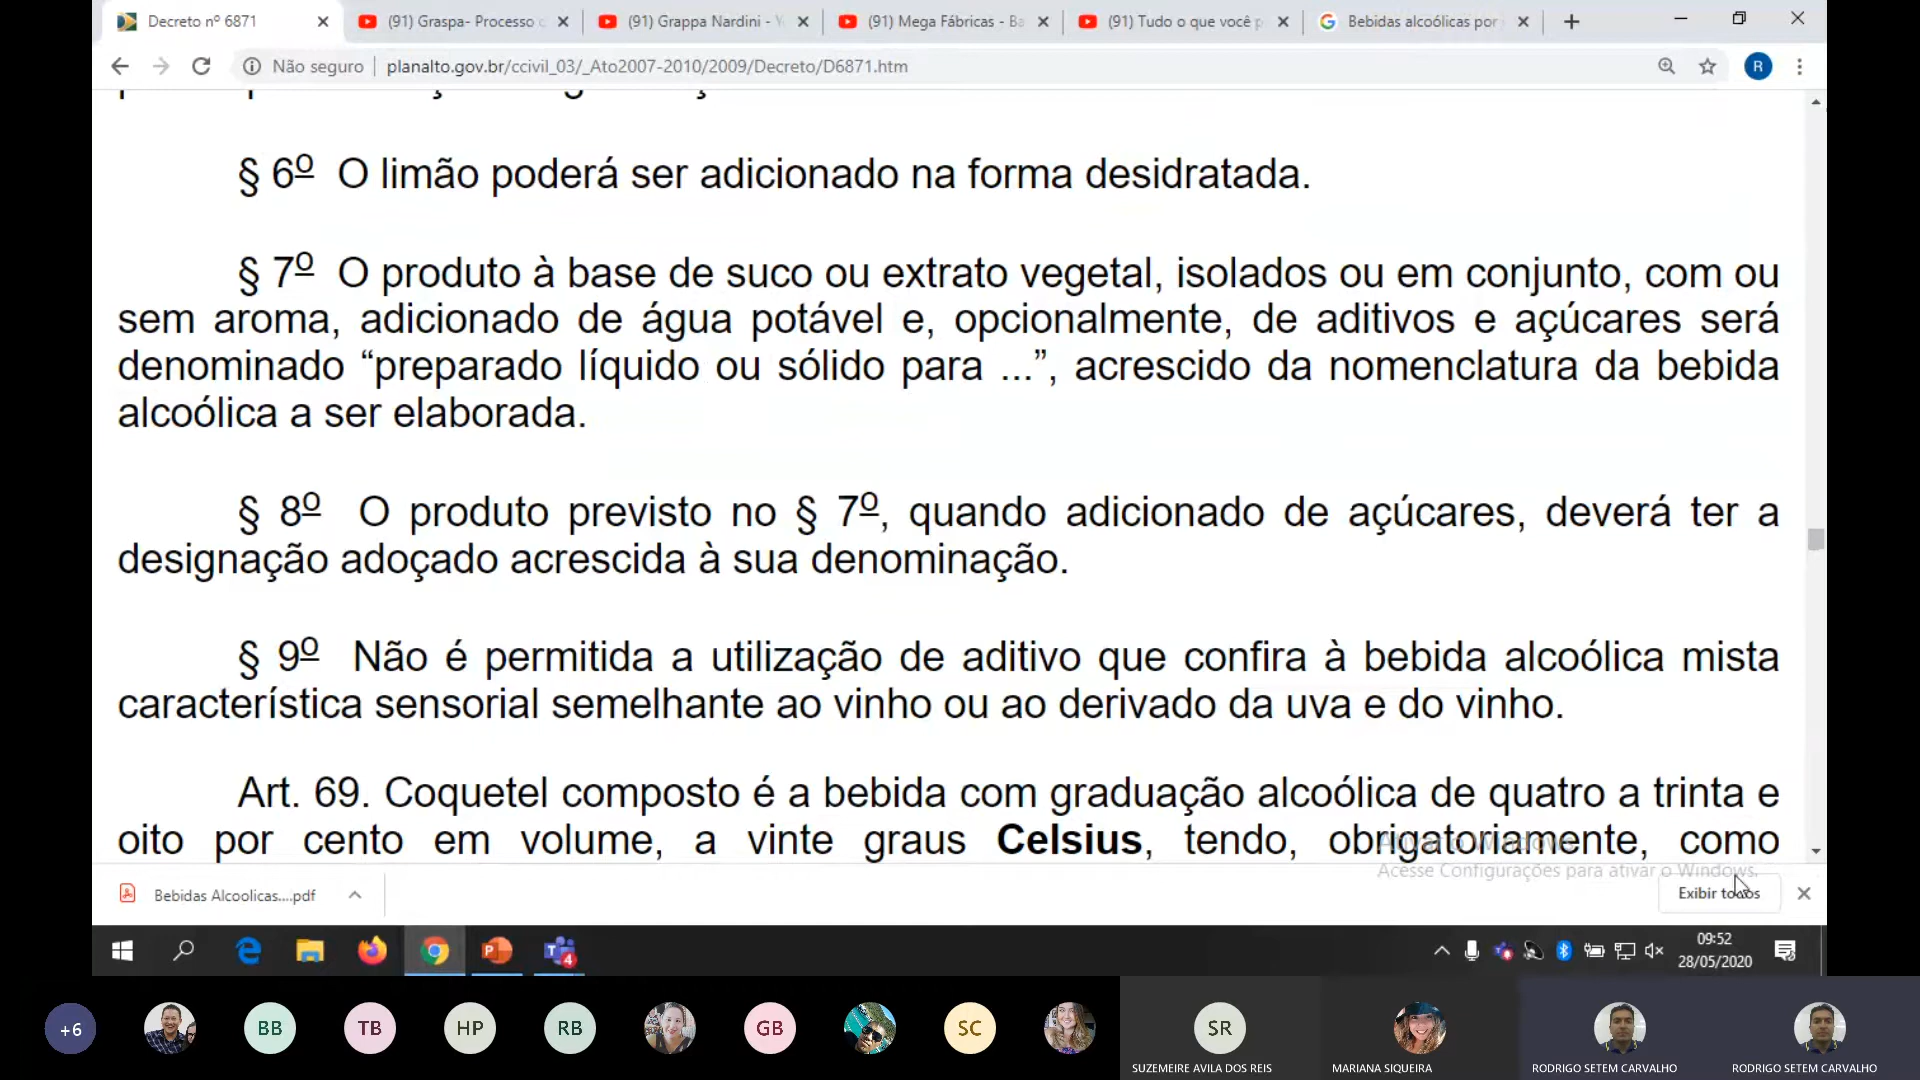 Decreto nº 6871
(91) Graspa- Processo
(91) Grappa Nardini -
(91) Mega Fábricas - Ba
(91) Tudo o que você p
Bebidas alcoólicas por
Não seguro
planalto.gov.br/ccivil_03/_Ato2007-2010/2009/Decreto/D6871.htm
R
§ 6º O limão poderá ser adicionado na forma desidratada.
§ 7º O produto à base de suco ou extrato vegetal, isolados ou em conjunto, com ou
sem aroma, adicionado de água potável e, opcionalmente, de aditivos e açúcares será
denominado “preparado líquido ou sólido para ...”, acrescido da nomenclatura da bebida
alcoólica a ser elaborada.
§ 8º O produto previsto no § 7º, quando adicionado de açúcares, deverá ter a
designação adoçado acrescida à sua denominação.
§ 9º Não é permitida a utilização de aditivo que confira à bebida alcoólica mista
característica sensorial semelhante ao vinho ou ao derivado da uva e do vinho.
Art. 69. Coquetel composto é a bebida com graduação alcoólica de quatro a trinta e
oito por cento em volume, a vinte graus Celsius, tendo, obrigatoriamente, como
Ativar o Windows
Acesse Configurações para ativar o Windows.
Bebidas Alcoolicas....pdf
Exibir todos
4
09:52
28/05/2020
+6
BB
TB
HP
RB
GB
SC
SR
SUZEMEIRE AVILA DOS REIS
MARIANA SIQUEIRA
RODRIGO SETEM CARVALHO
RODRIGO SETEM CARVALHO